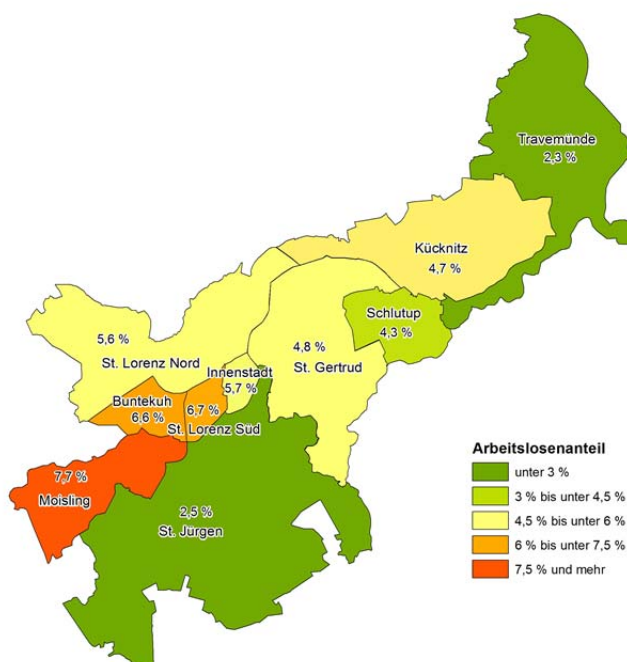 Travemünde
2,3 %
Kücknitz
4,7 %
Schlutup
4,3 %
5,6 %
St. Lorenz Nord
4,8 %
St. Gertrud
Innenstadt
5,7 %
Buntekuh
6,6 %
6,7 %
St. Lorenz Süd
7,7 %
Moisling
2,5 %
St. Jürgen
Arbeitslosenanteil
unter 3 %
3 % bis unter 4,5 %
4,5 % bis unter 6 %
6 % bis unter 7,5 %
7,5 % und mehr